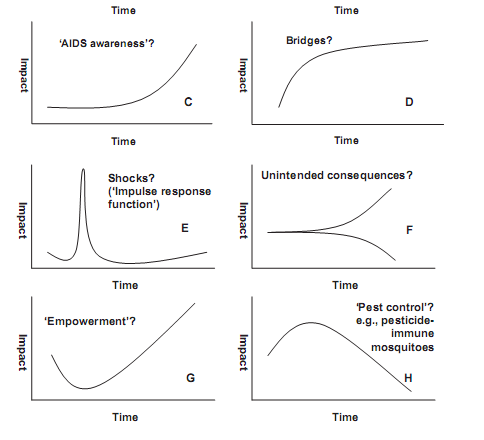 Time
Time
'AIDS awareness'?
Impact
C
Time
Bridges?
Impact
D
Time
Shocks?
('Impulse response
function')
E
Impact
Time
Unintended consequences?
Impact
F
Time
'Empowerment'?
Impact
G
Time
'Pest control'?
e.g., pesticide-
immune
mosquitoes
Impact
H
Time